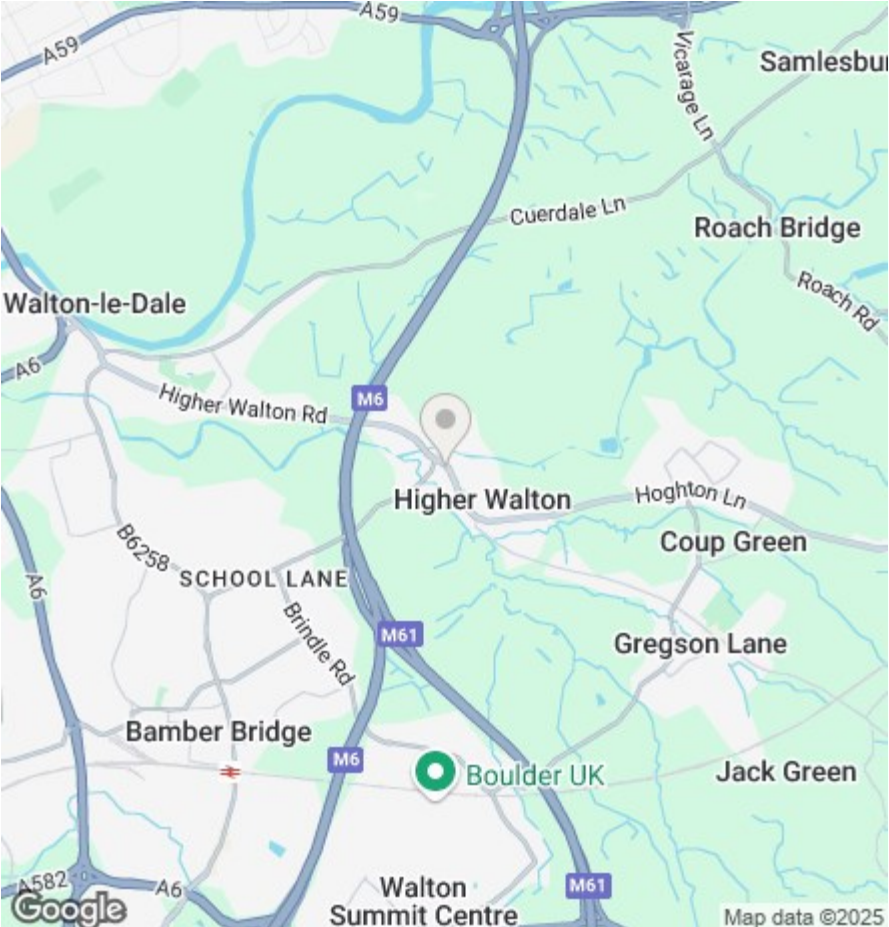 A59
A59
Vicarage Ln
Samlesbur
Cuerdale Ln
Roach Bridge
Roach Rd
Walton-le-Dale
A6
M6
Higher Walton Rd
Higher Walton
Hoghton Ln
Coup Green
B6258
SCHOOL LANE
A6
Brindle Rd
M61
Gregson Lane
Bamber Bridge
M6
Boulder UK
Jack Green
A582
A6
Walton
Summit Centre
M61
Google
Map data ©2025